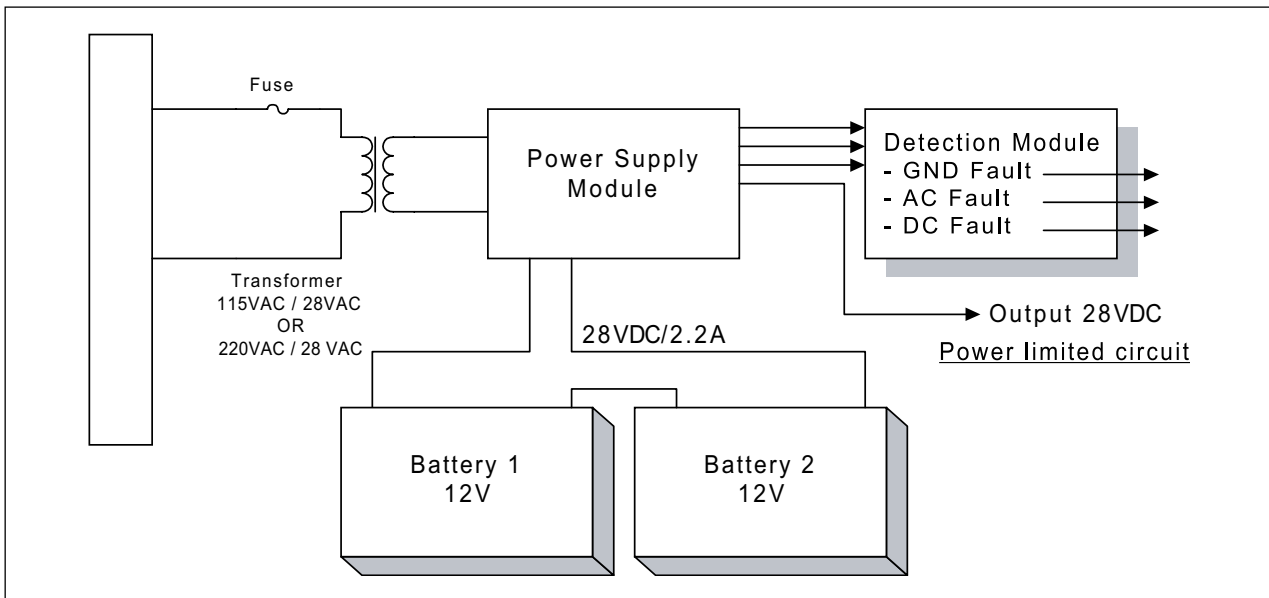 Fuse
Transformer
115VAC / 28VAC
OR
220VAC / 28 VAC
Power Supply
Module
Detection Module
- GND Fault
- AC Fault
- DC Fault
Output 28VDC
Power limited circuit
28VDC/2.2A
Battery 1
12V
Battery 2
12V